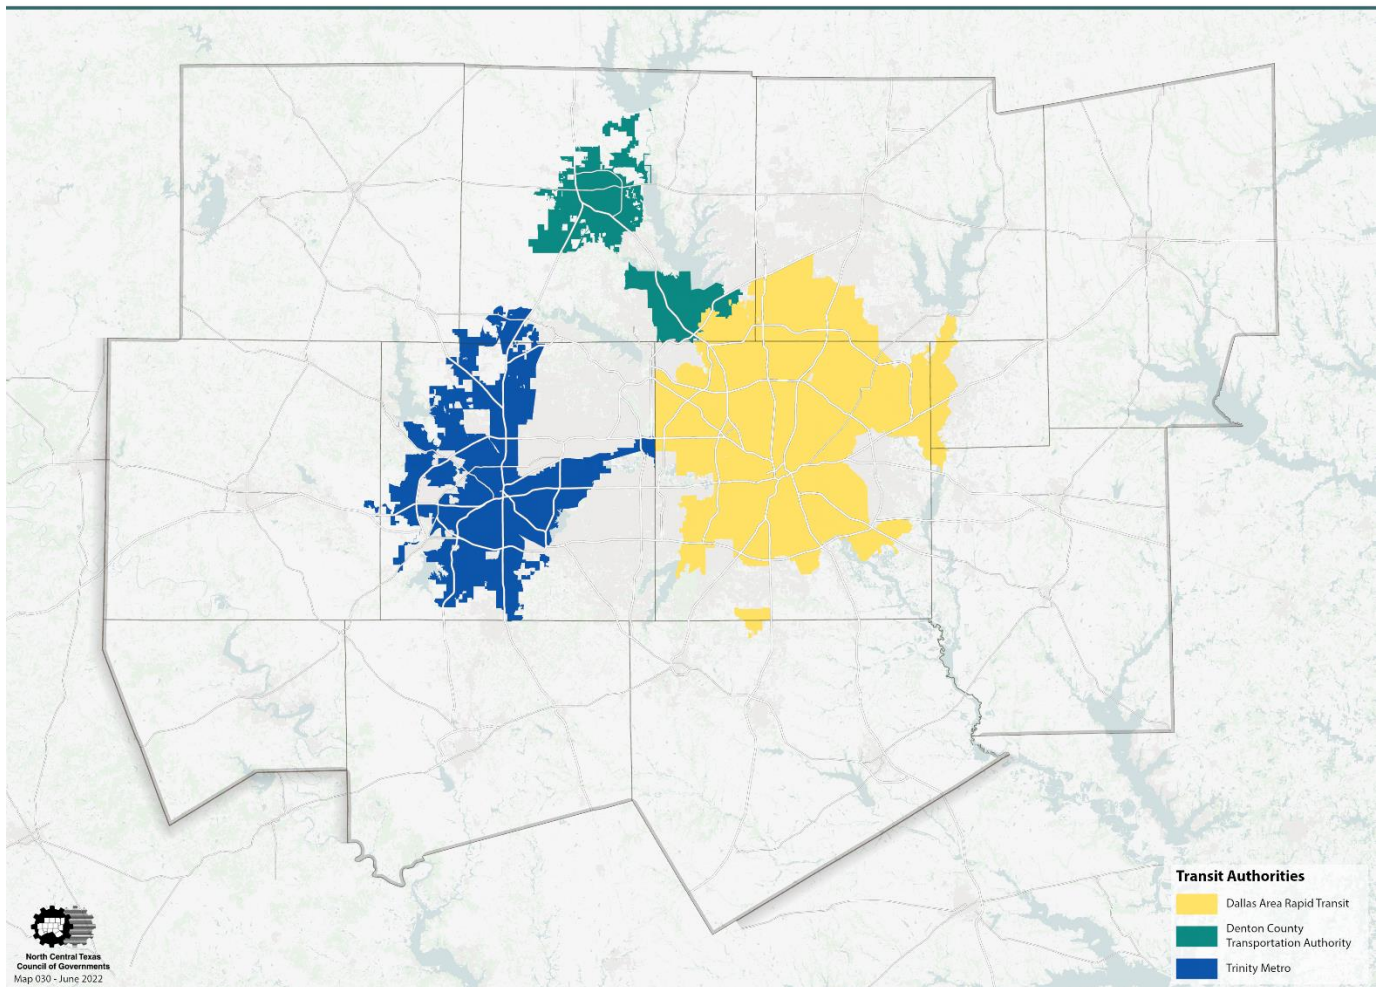 Transit Authorities
Dallas Area Rapid Transit
Denton County
Transportation Authority
Trinity Metro
North Central Texas
Council of Governments
Map 030 - June 2022